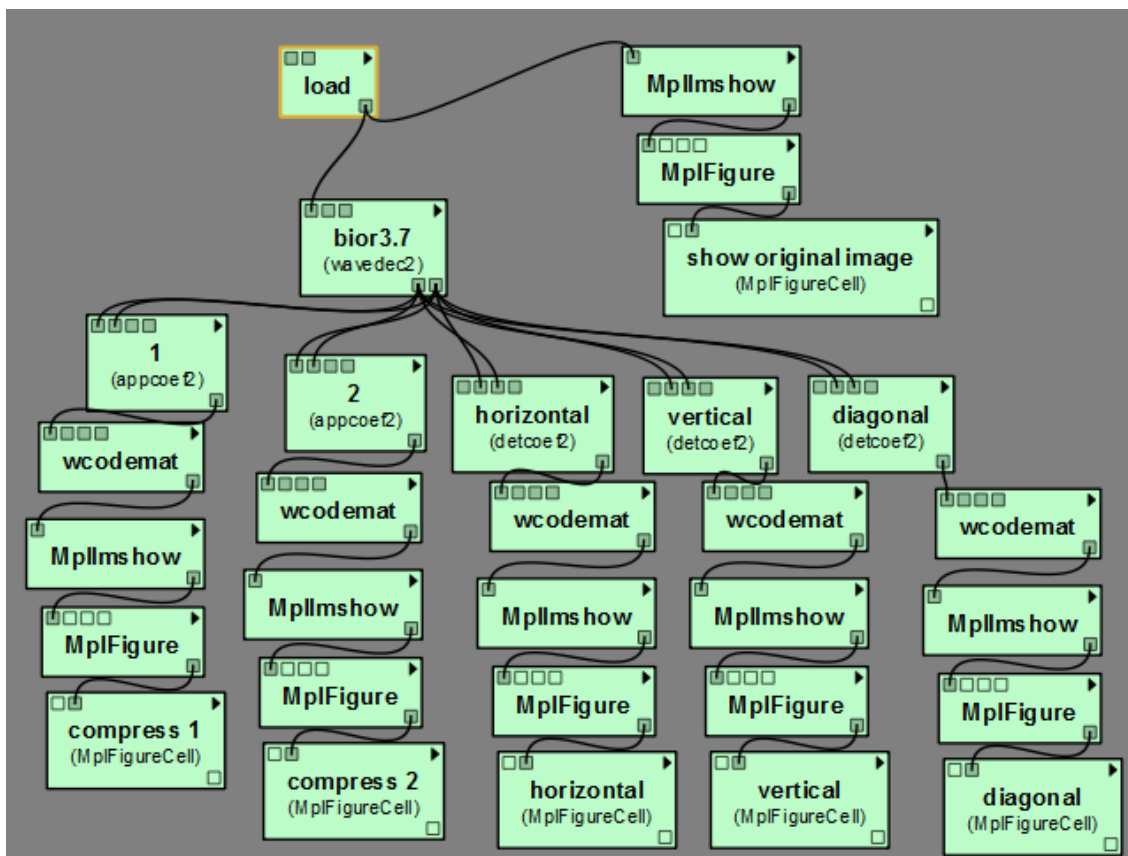 load
MplImshow
MplFigure
show original image
(MplFigureCell)
bior3.7
(wavedec2)
1
(appcoef2)
wcodemat
MplImshow
MplFigure
compress 1
(MplFigureCell)
2
(appcoef2)
wcodemat
MplImshow
MplFigure
compress 2
(MplFigureCell)
horizontal
(detcoef2)
wcodemat
MplImshow
MplFigure
horizontal
(MplFigureCell)
vertical
(detcoef2)
wcodemat
MplImshow
MplFigure
vertical
(MplFigureCell)
diagonal
(detcoef2)
wcodemat
MplImshow
MplFigure
diagonal
(MplFigureCell)